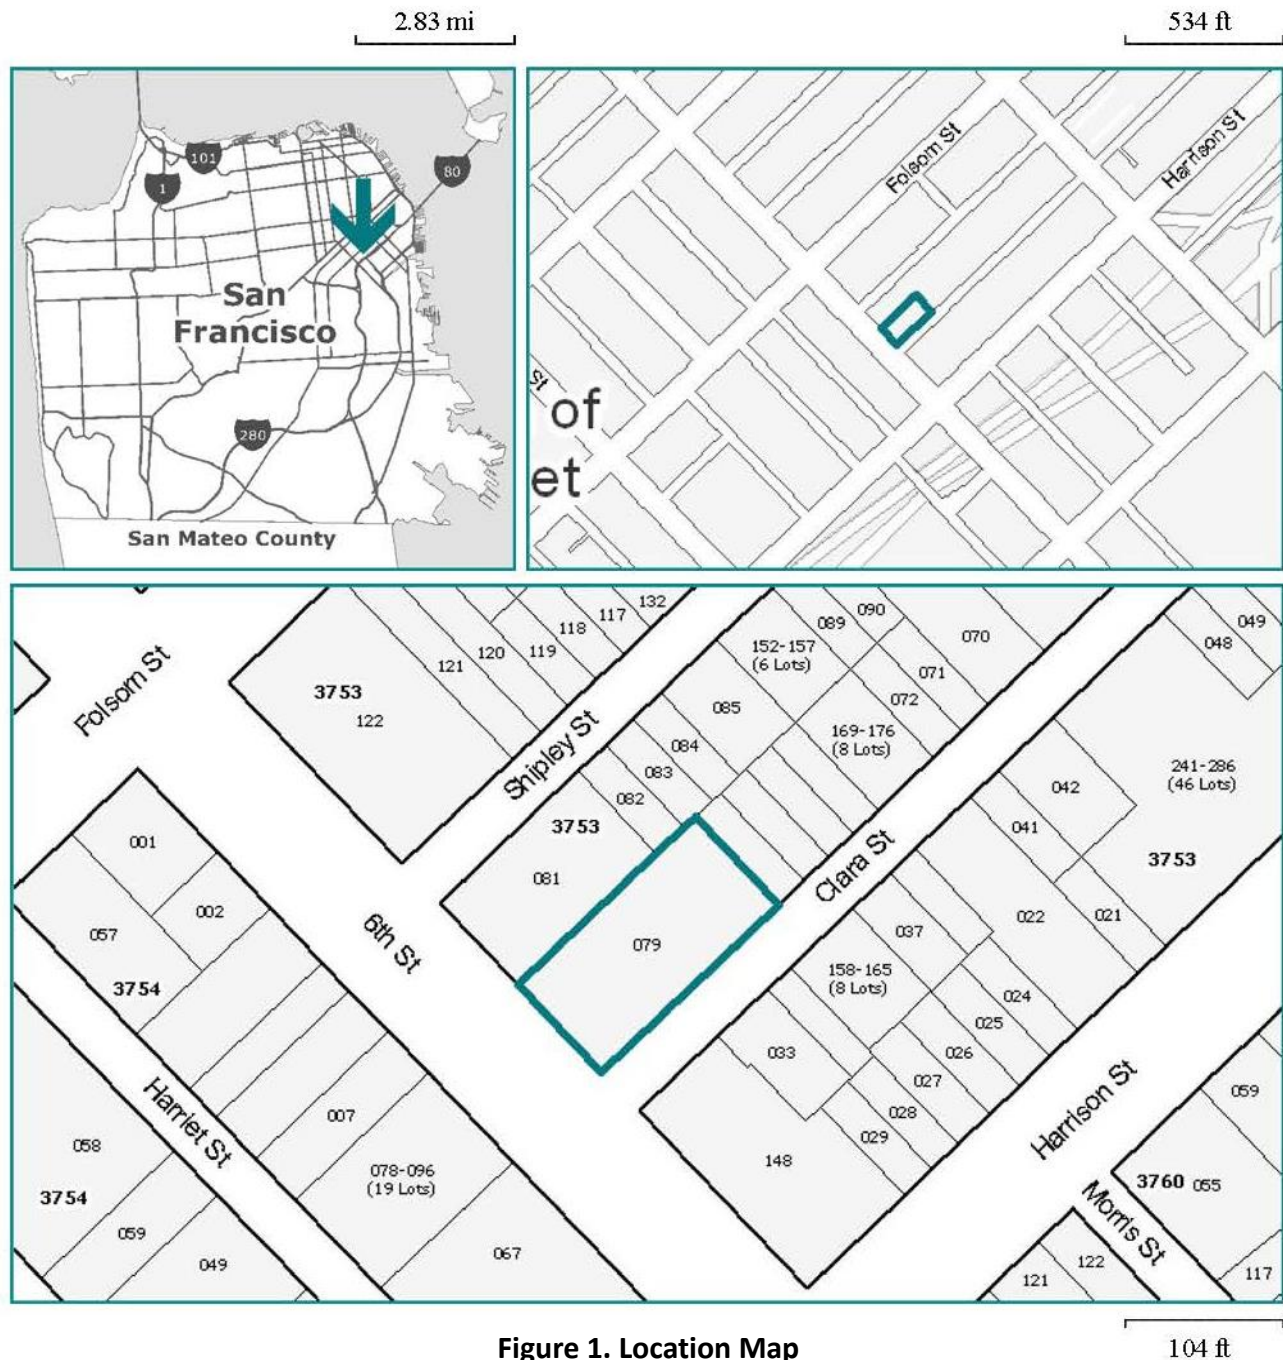 2.83 mi
534 ft
101
1
80
San
Francisco
280
San Mateo County
Folsom St
Harrison St
St
of
et
Folsom St
3753
122
121
120
119
118
117
132
Shipley St
152-157
(6 Lots)
089
090
070
071
072
085
084
083
082
169-176
(8 Lots)
3753
081
079
Clara St
049
048
241-286
(46 Lots)
042
041
3753
001
002
057
3754
6th St
037
022
021
158-165
(8 Lots)
024
025
026
027
028
029
033
148
Harriet St
007
078-096
(19 Lots)
067
058
3754
059
049
Harrison St
059
3760 055
Morris St
122
121
117
Figure 1. Location Map
104 ft